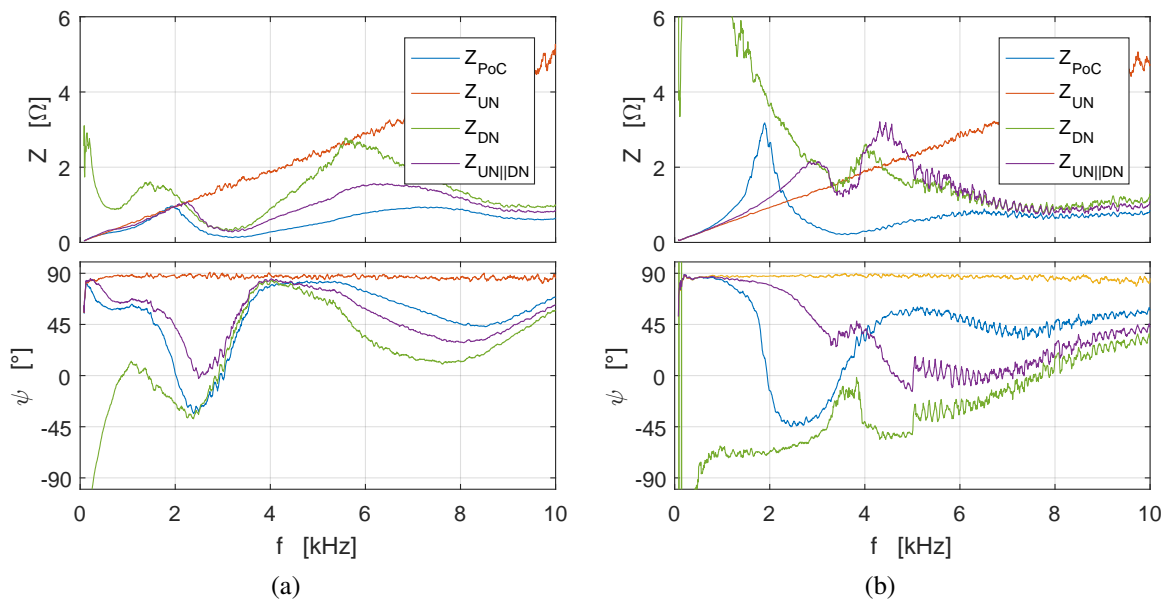 6
4
2
0
Z [Ω]
Z_PoC
Z_UN
Z_DN
Z_UN||DN
90
45
0
-45
-90
ψ [°]
0 2 4 6 8 10
f [kHz]
(a)
6
4
2
0
Z [Ω]
Z_PoC
Z_UN
Z_DN
Z_UN||DN
90
45
0
-45
-90
ψ [°]
0 2 4 6 8 10
f [kHz]
(b)